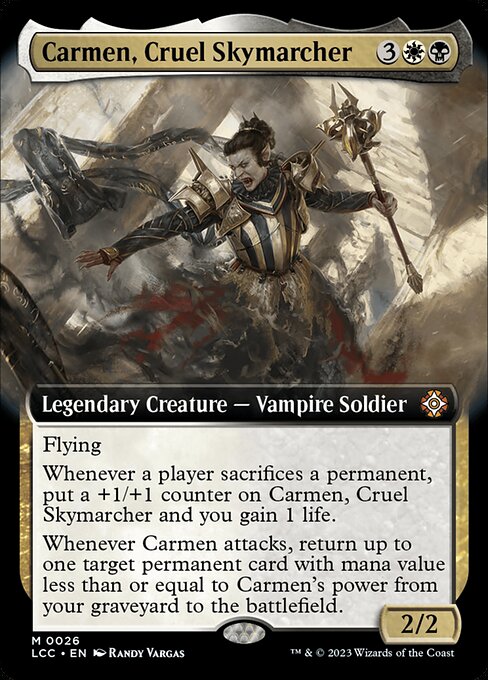 Carmen, Cruel Skymarcher 3
Legendary Creature — Vampire Soldier
Flying
Whenever a player sacrifices a permanent,
put a +1/+1 counter on Carmen, Cruel
Skymarcher and you gain 1 life.
Whenever Carmen attacks, return up to
one target permanent card with mana value
less than or equal to Carmen's power from
your graveyard to the battlefield.
2/2
M 0026
LCC • EN RANDY VARGAS
™ & © 2023 Wizards of the Coast